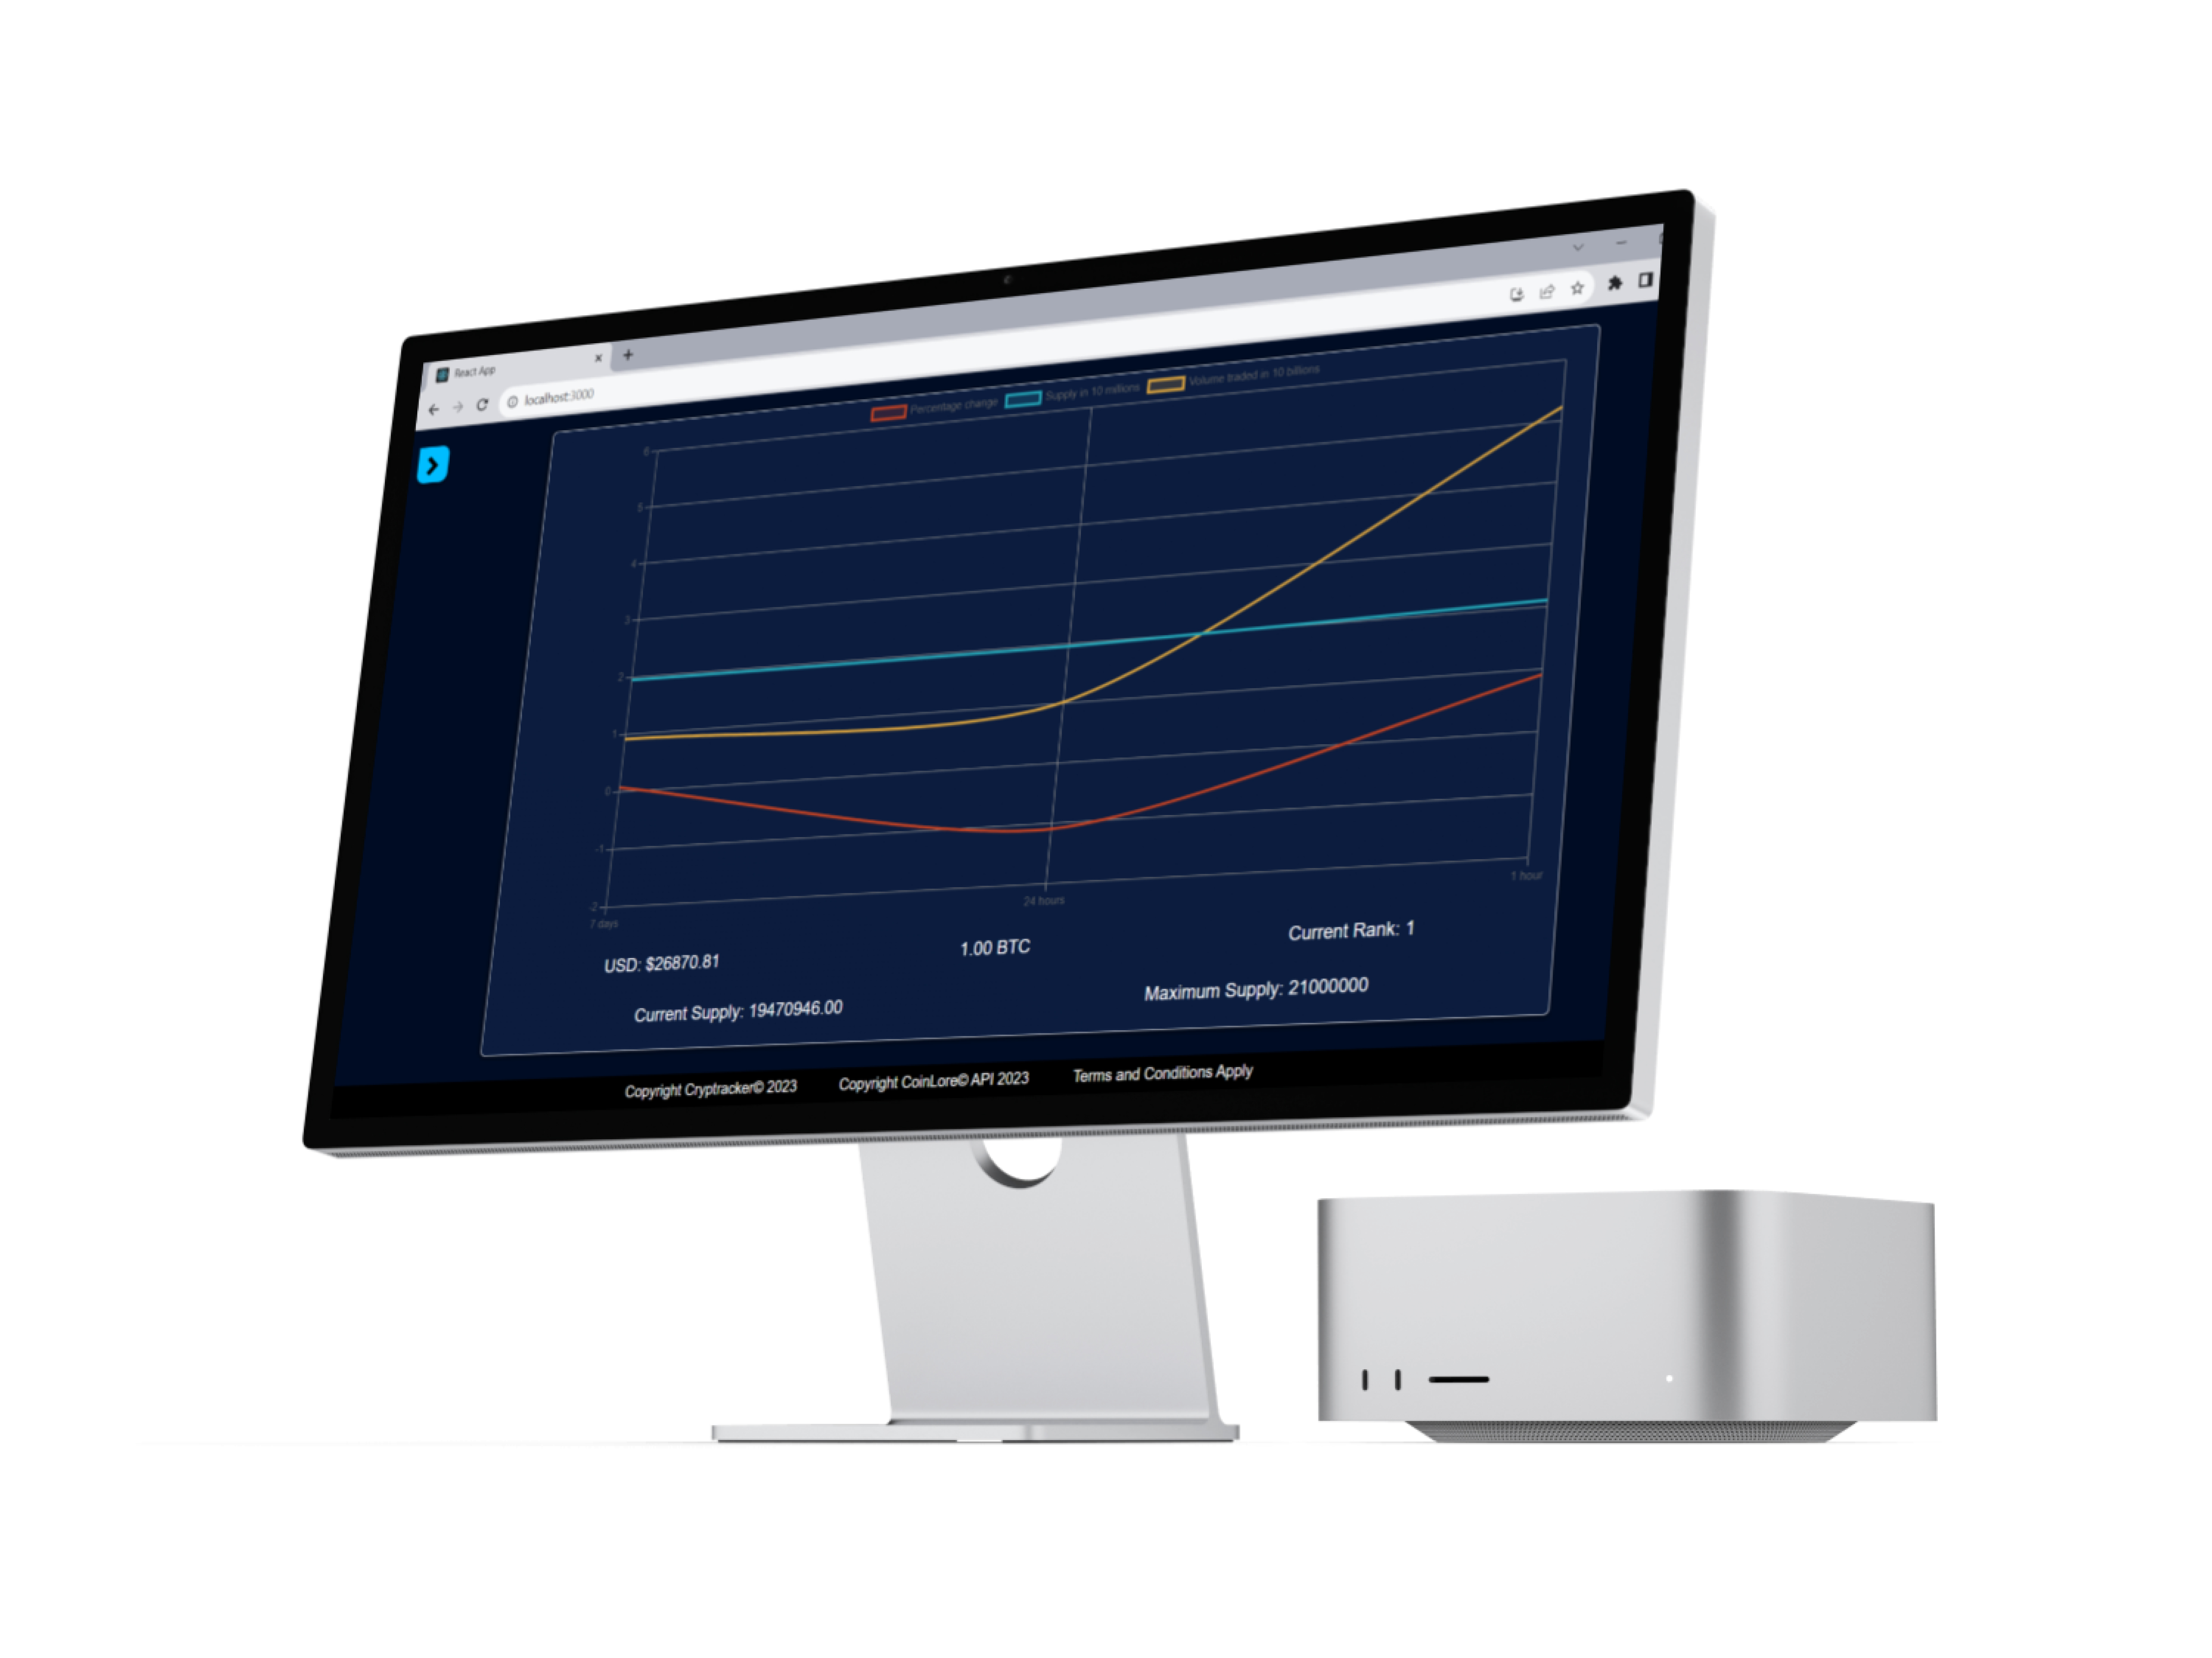 React App
localhost:3000
Percentage change Supply in 10 millions Volume traded in 10 billions
6
5
4
3
2
1
0
-1
-2
7 days 24 hours 1 hour
USD: $26870.81 1.00 BTC Current Rank: 1
Current Supply: 19470946.00 Maximum Supply: 21000000
Copyright Cryptracker© 2023 Copyright CoinLore© API 2023 Terms and Conditions Apply